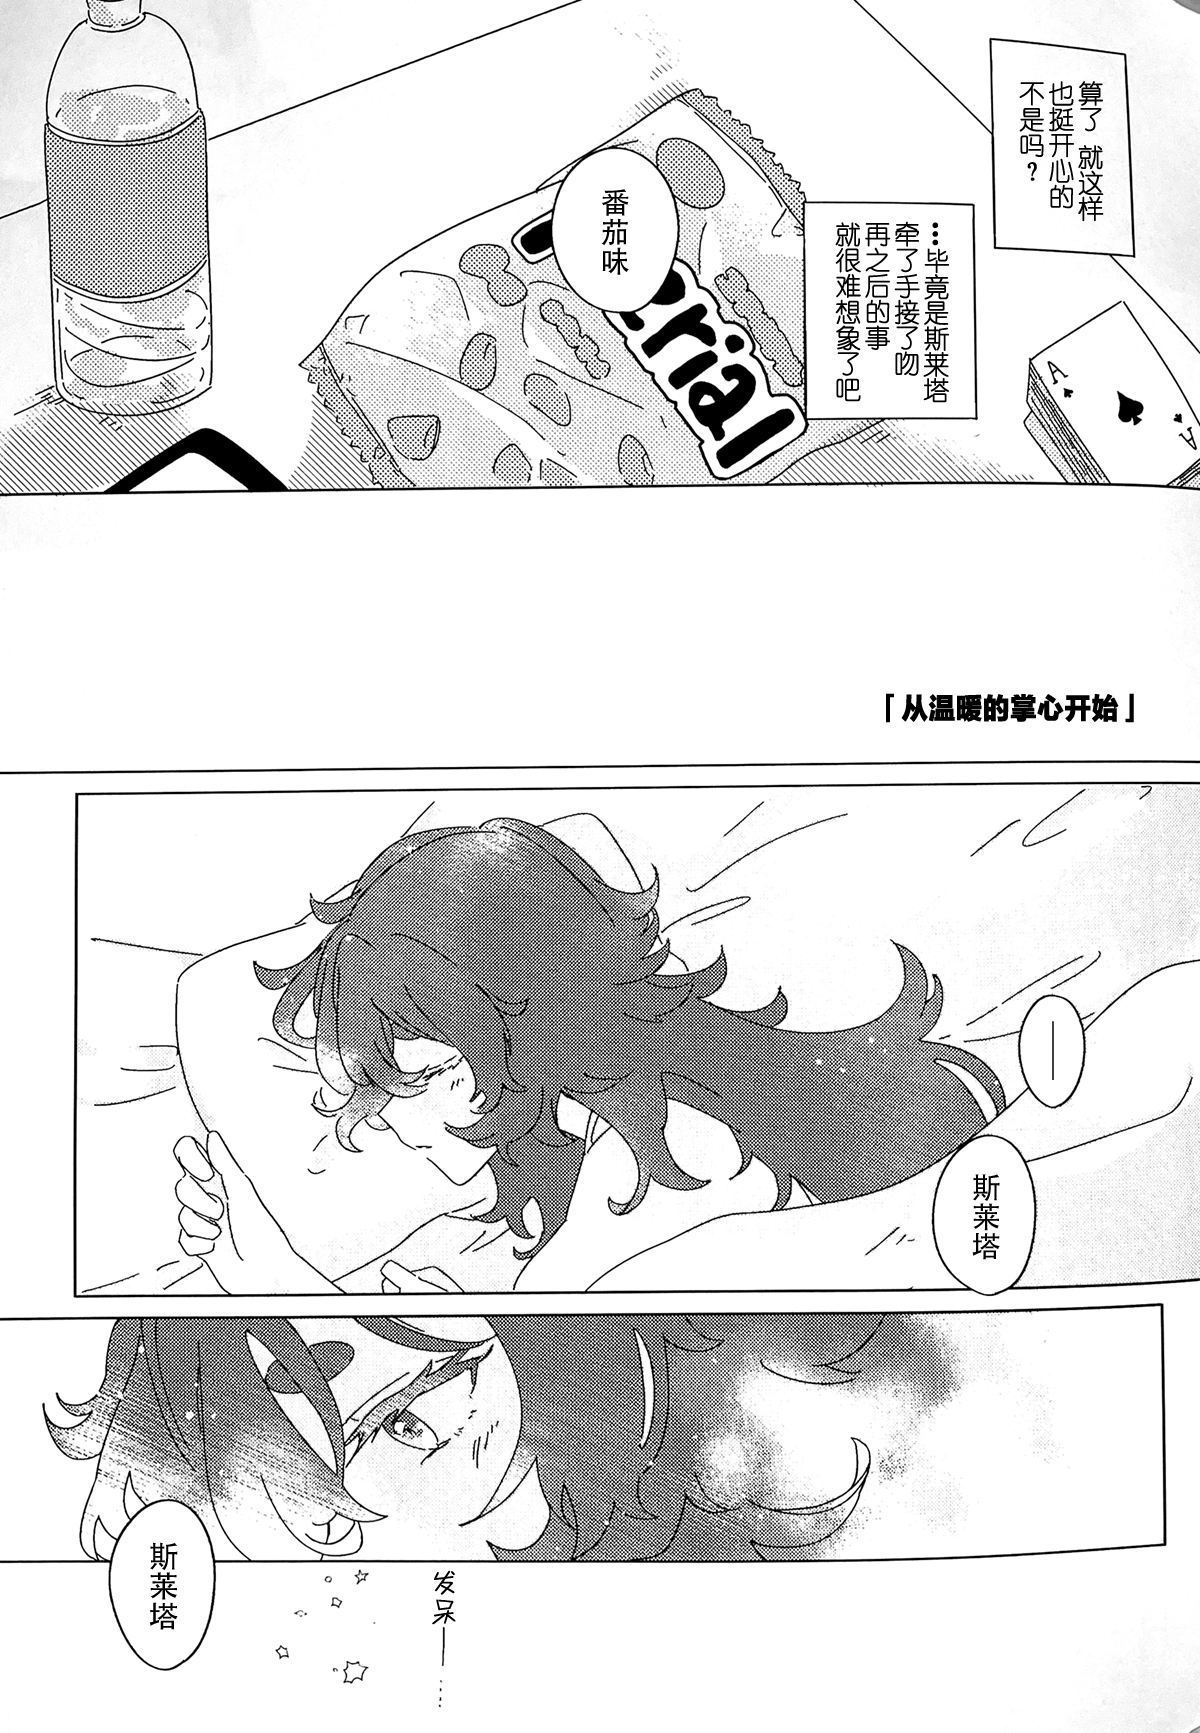 算了 就这样
也挺开心的
不是吗？
…毕竟是斯莱塔
牵了手接了吻
再之后的事
就很难想象了吧
番茄味
rial
A
A
「从温暖的掌心开始」
——
斯莱塔
斯莱塔
发呆——……